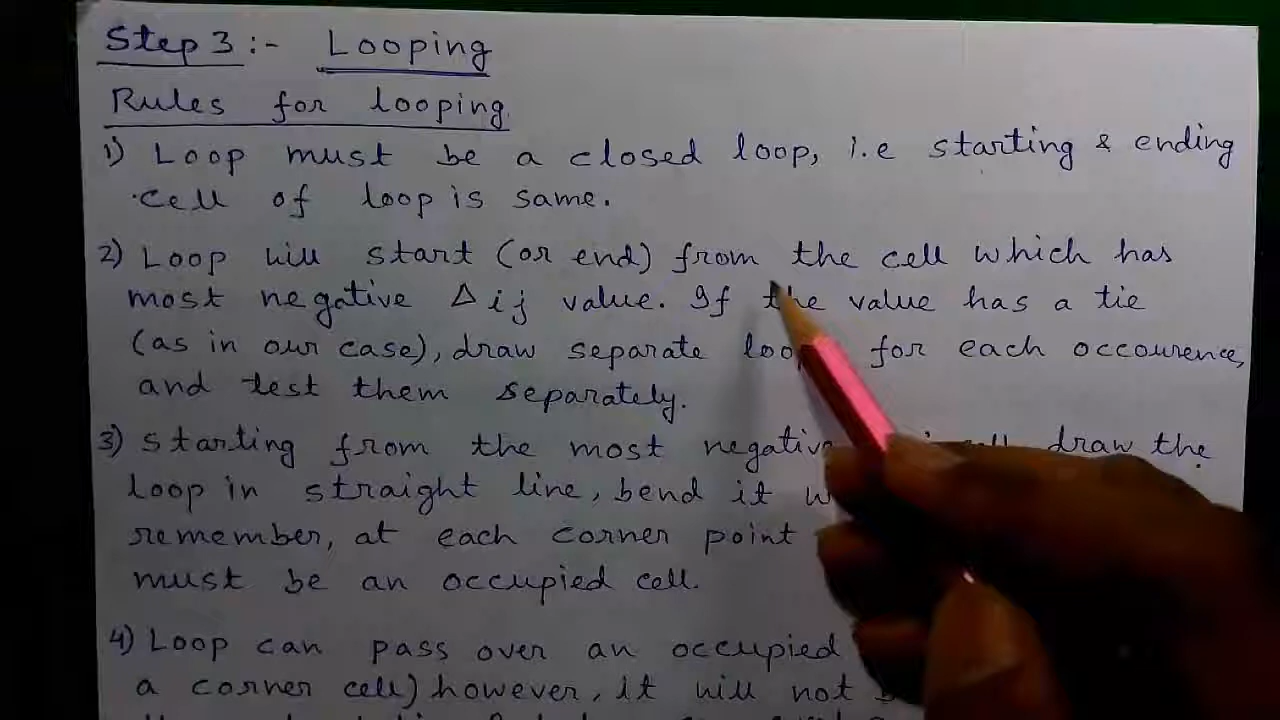 Step 3 :- Looping
Rules for looping.
1) Loop must be a closed loop, i.e starting & ending
cell of loop is same.
2) Loop will start (or end) from the cell which has
most negative Δ ij value. If the value has a tie
(as in our case), draw separate loop for each occourence,
and test them separately.
3) Starting from the most negative draw the
loop in straight line, bend it
remember, at each corner point
must be an occupied cell.
4) Loop can pass over an occupied
a corner cell) however, it will not